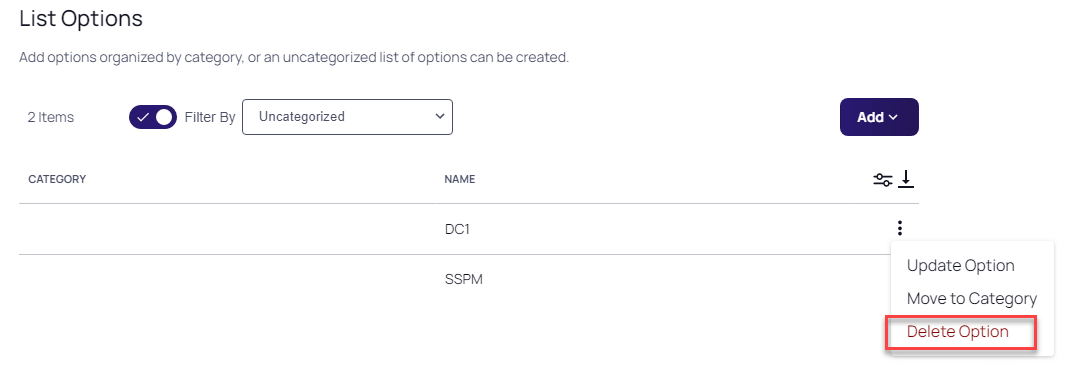 List Options
Add options organized by category, or an uncategorized list of options can be created.
2 Items Filter By Uncategorized Add
CATEGORY NAME
DC1
Update Option
SSPM
Move to Category
Delete Option